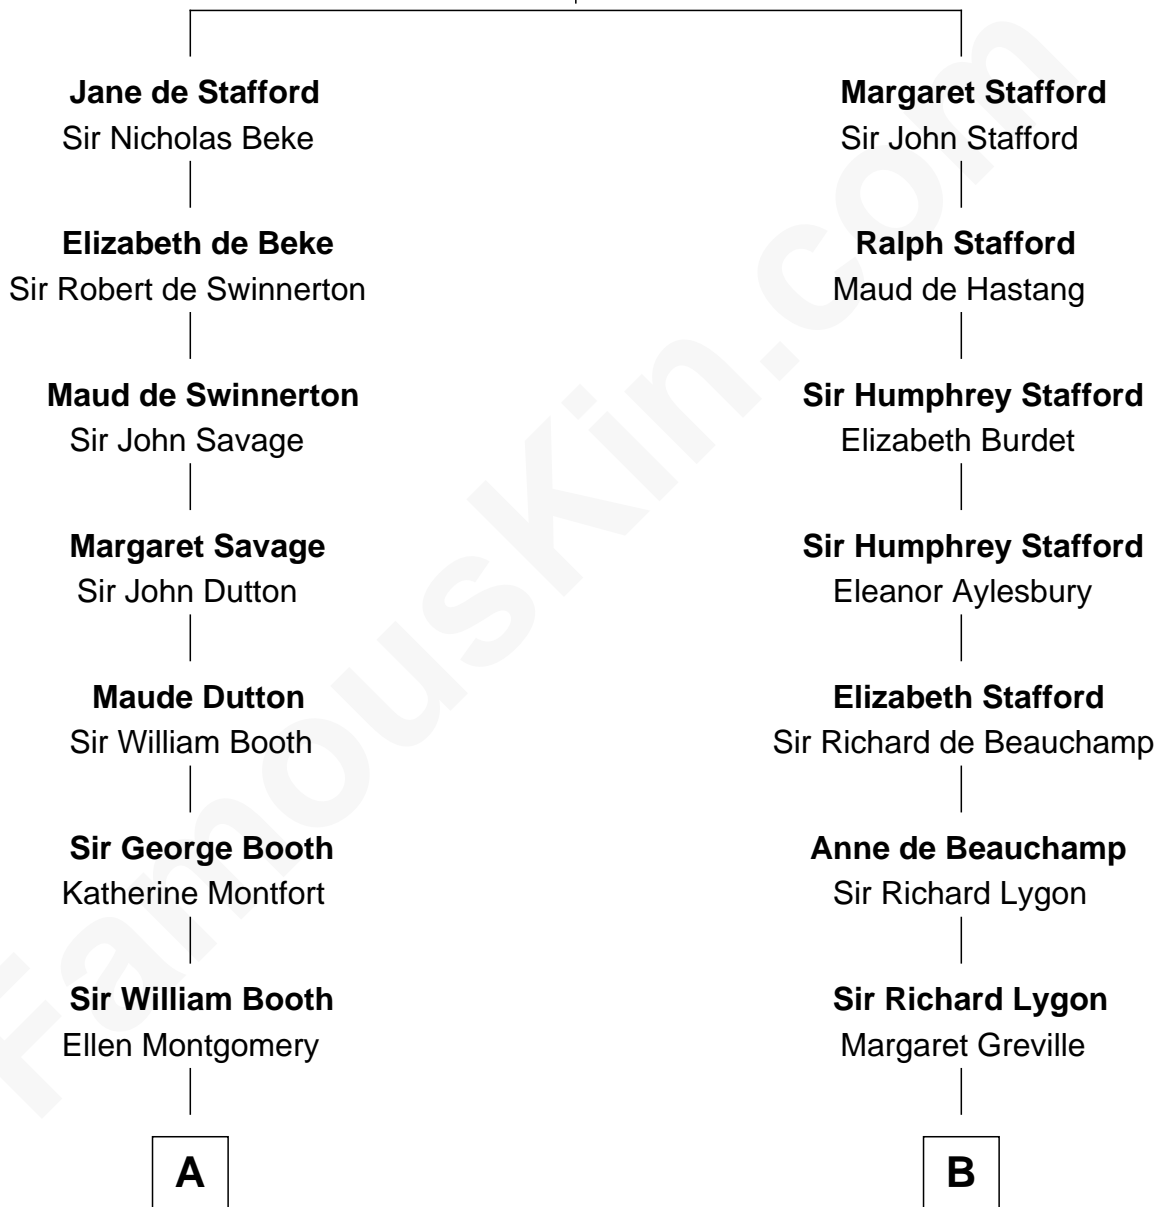 Jane de Stafford
Sir Nicholas Beke
Elizabeth de Beke
Sir Robert de Swinnerton
Maud de Swinnerton
Sir John Savage
Margaret Savage
Sir John Dutton
Maude Dutton
Sir William Booth
Sir George Booth
Katherine Montfort
Sir William Booth
Ellen Montgomery
A
Margaret Stafford
Sir John Stafford
Ralph Stafford
Maud de Hastang
Sir Humphrey Stafford
Elizabeth Burdet
Sir Humphrey Stafford
Eleanor Aylesbury
Elizabeth Stafford
Sir Richard de Beauchamp
Anne de Beauchamp
Sir Richard Lygon
Sir Richard Lygon
Margaret Greville
B
FamousKin.com